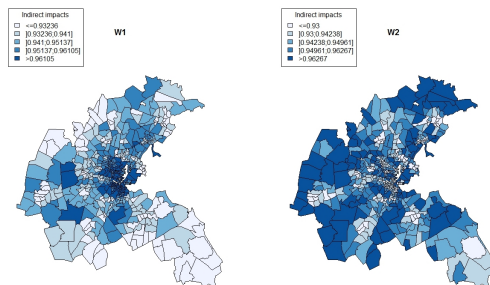 Indirect impacts
<=0.93236
]0.93236;0.941]
]0.941;0.95137]
]0.95137;0.96105]
>0.96105
W1
Indirect impacts
<=0.93
]0.93;0.94238]
]0.94238;0.94961]
]0.94961;0.96267]
>0.96267
W2